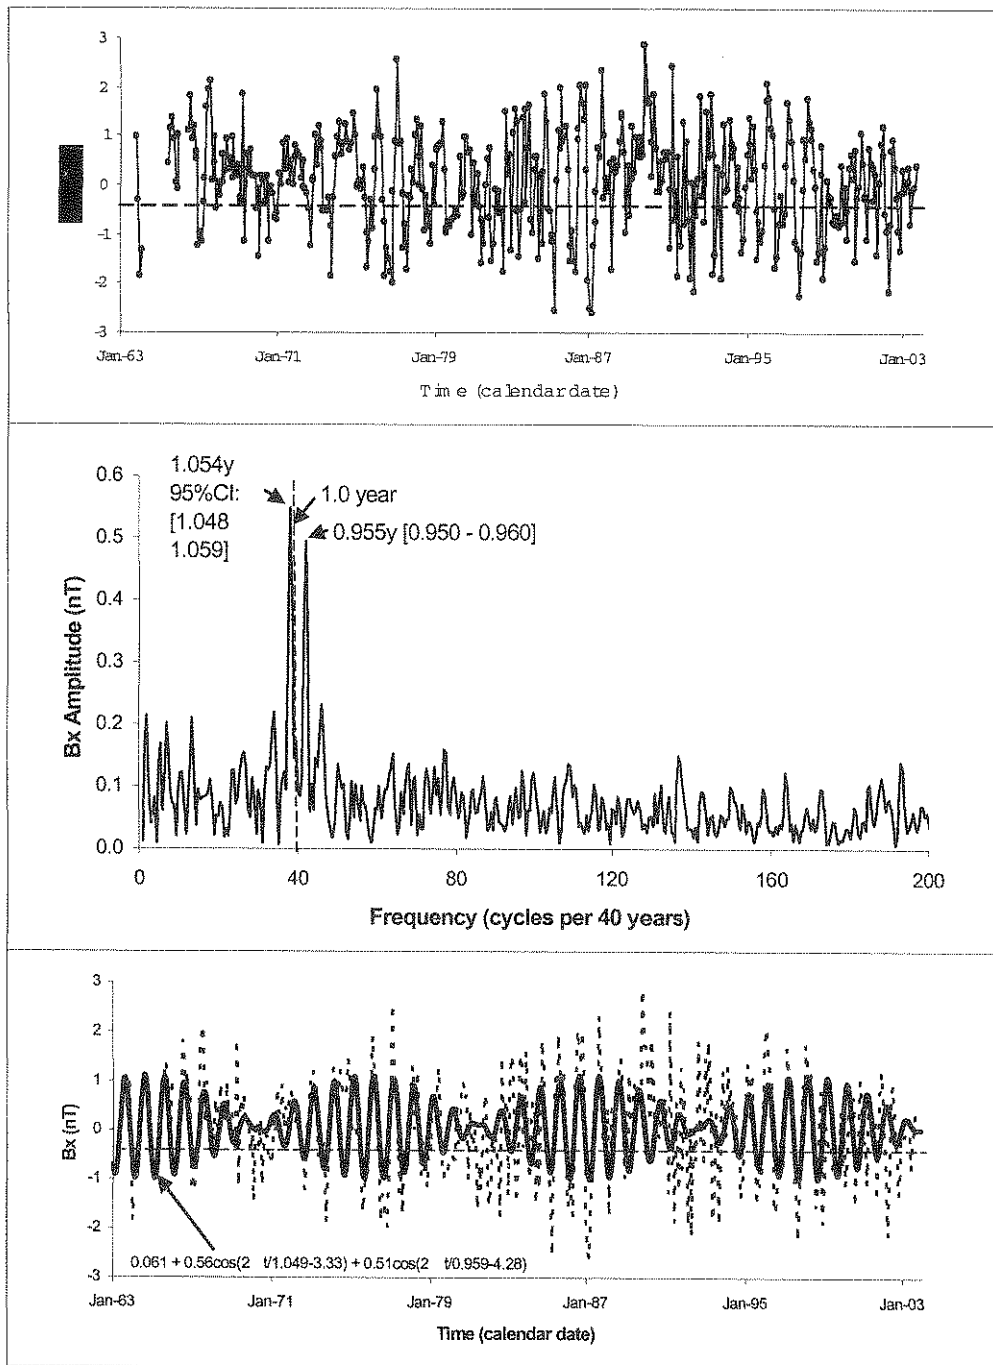 3
2
1
0
-1
-2
-3
Jan-63 Jan-71 Jan-79 Jan-87 Jan-95 Jan-03
Time (calendar date)
1.054y
95%CI:
[1.048
1.059]
1.0 year
0.955y [0.950 - 0.960]
0.6
0.5
0.4
0.3
0.2
0.1
0.0
Bx Amplitude (nT)
0 40 80 120 160 200
Frequency (cycles per 40 years)
3
2
1
0
-1
-2
-3
Bx (nT)
0.061 + 0.56cos(2 t/1.049-3.33) + 0.51cos(2 t/0.959-4.28)
Jan-63 Jan-71 Jan-79 Jan-87 Jan-95 Jan-03
Time (calendar date)